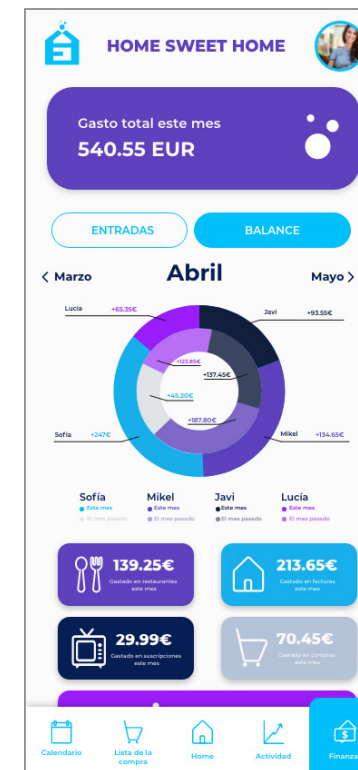 HOME SWEET HOME
Gasto total este mes
540.55 EUR
ENTRADAS
BALANCE
Marzo
Abril
Mayo
Lucía +65.35€
Javi +93.55€
+123.80€
+137.45€
+45.20€
+187.80€
Sofía +247€
Mikel +134.65€
Sofía Mikel Javi Lucía
Este mes Este mes Este mes Este mes
El mes pasado El mes pasado El mes pasado El mes pasado
139.25€
Gastado en restaurantes
este mes
213.65€
Gastado en facturas
este mes
29.99€
Gastado en suscripciones
este mes
70.45€
Gastado en compras
este mes
Calendario
Lista de la
compra
Home
Actividad
Finanza